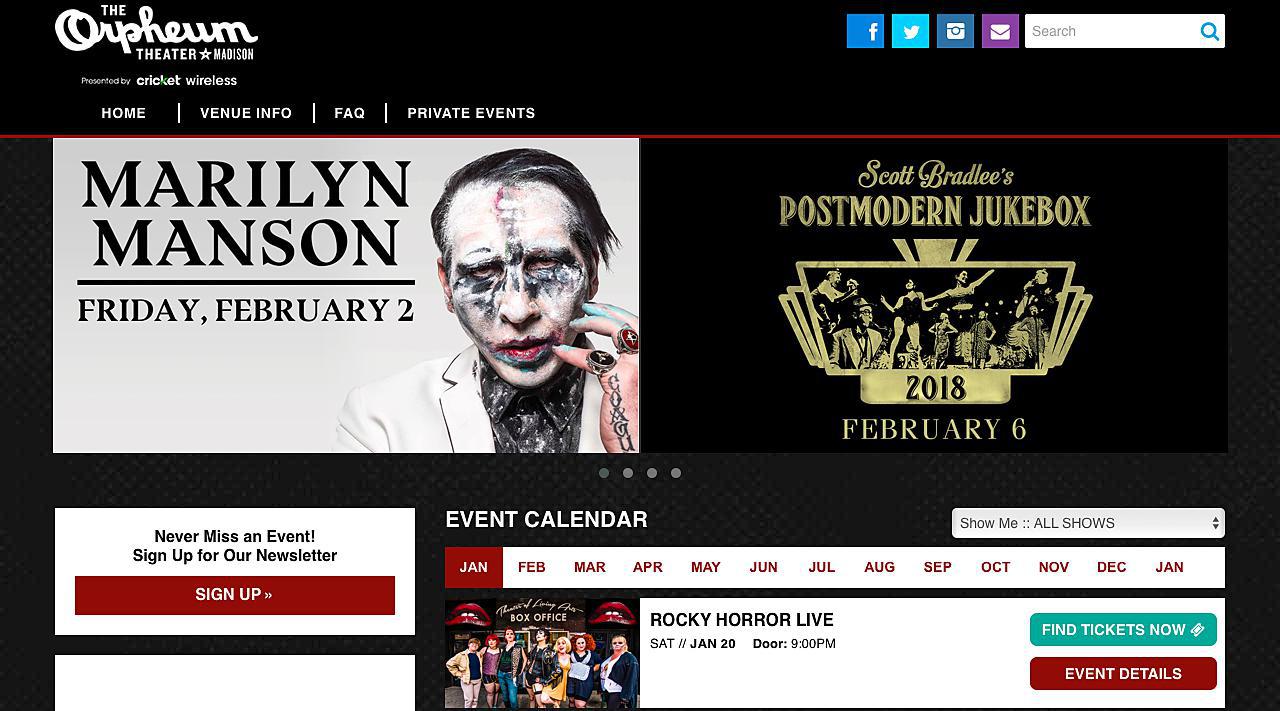 THE
Orpheum
THEATER★MADISON
Presented by cricket wireless
Search
HOME
VENUE INFO
FAQ
PRIVATE EVENTS
MARILYN
MANSON
FRIDAY, FEBRUARY 2
Scott Bradlee's
POSTMODERN JUKEBOX
2018
FEBRUARY 6
Never Miss an Event!
Sign Up for Our Newsletter
SIGN UP »
EVENT CALENDAR
Show Me :: ALL SHOWS
JAN FEB MAR APR MAY JUN JUL AUG SEP OCT NOV DEC JAN
Theatre of Living Arts
BOX OFFICE
ROCKY HORROR LIVE
SAT // JAN 20 Door: 9:00PM
FIND TICKETS NOW
EVENT DETAILS